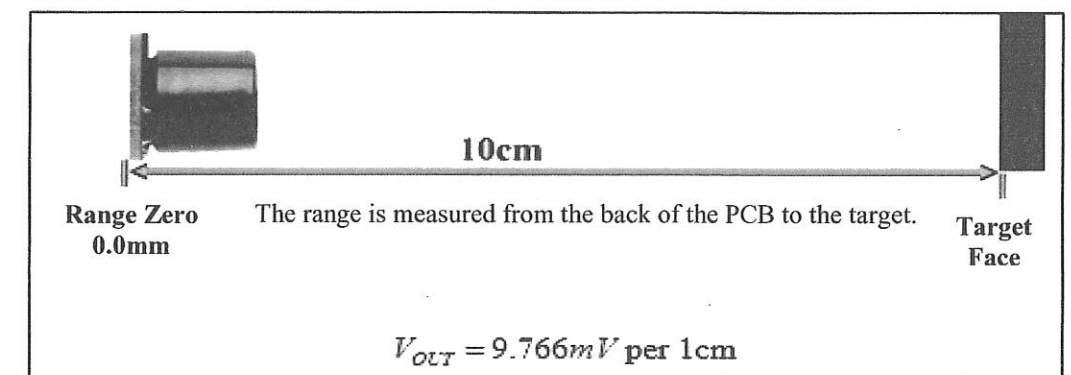 10cm
Range Zero
0.0mm
The range is measured from the back of the PCB to the target.
Target
Face
V_OUT = 9.766mV per 1cm